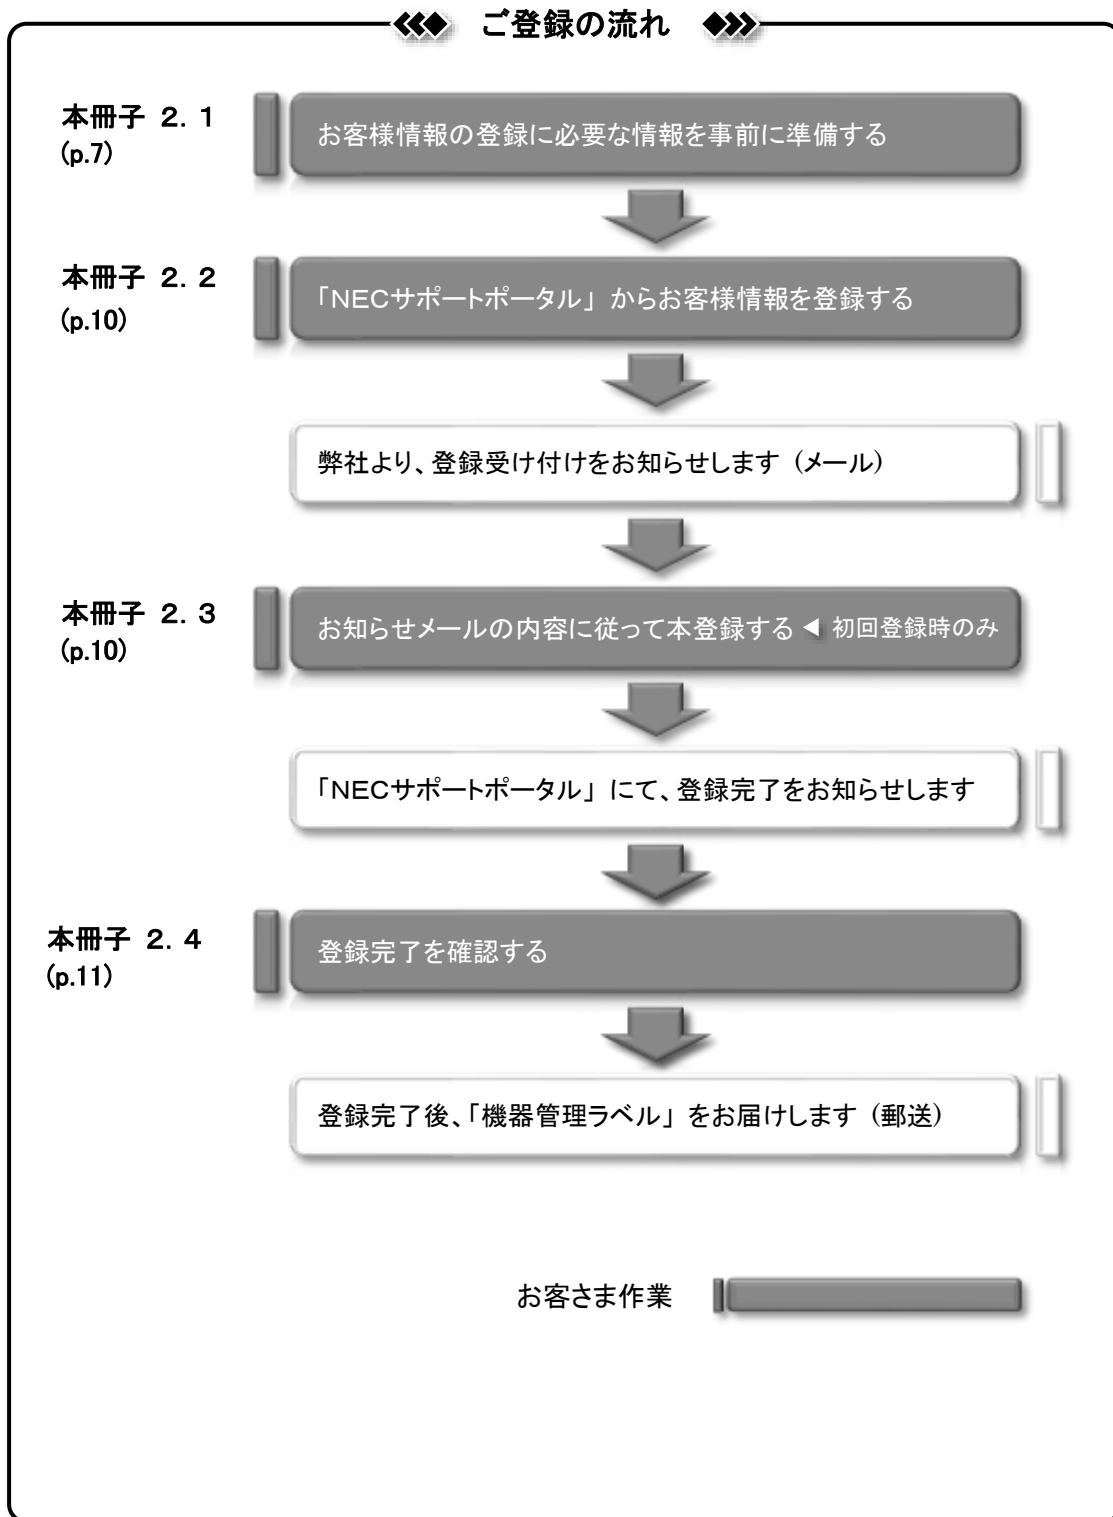 ご登録の流れ
本冊子 2.1
(p.7)
お客様情報の登録に必要な情報を事前に準備する
本冊子 2.2
(p.10)
「NECサポートポータル」 からお客様情報を登録する
弊社より、登録受け付けをお知らせします (メール)
本冊子 2.3
(p.10)
お知らせメールの内容に従って本登録する ◀ 初回登録時のみ
「NECサポートポータル」 にて、登録完了をお知らせします
本冊子 2.4
(p.11)
登録完了を確認する
登録完了後、「機器管理ラベル」 をお届けします (郵送)
お客さま作業